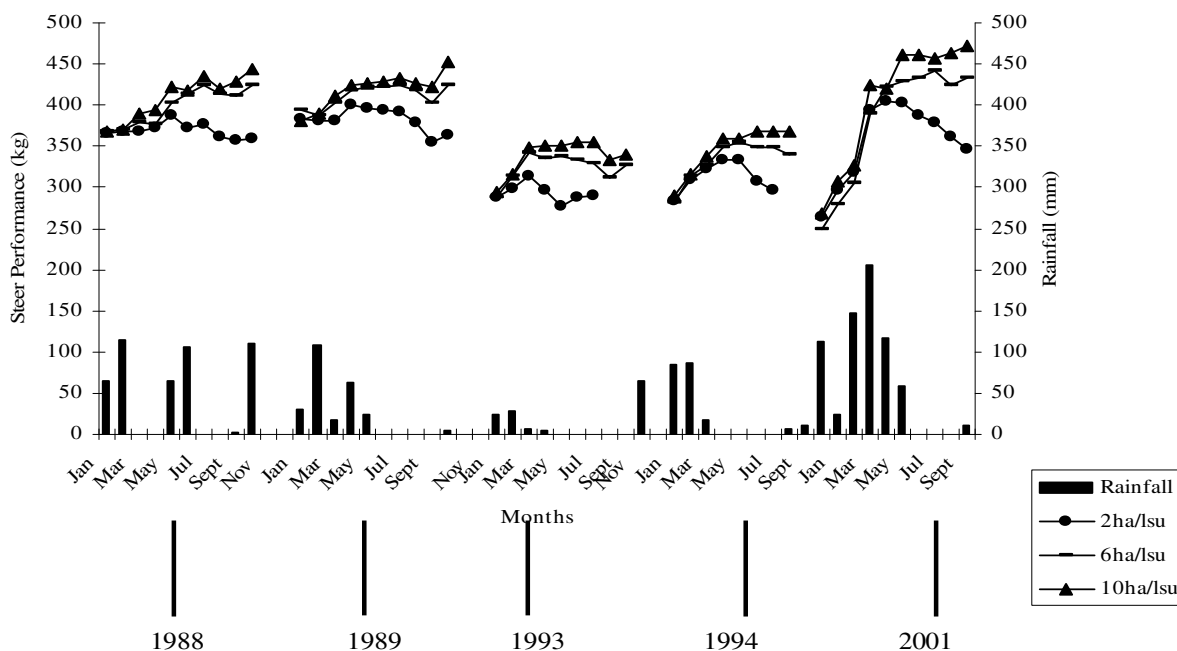 500
450
400
350
300
250
200
150
100
50
0
Steer Performance (kg)
500
450
400
350
300
250
200
150
100
50
0
Rainfall (mm)
Jan Mar May Jul Sept Nov Jan Mar May Jul Sept Nov Jan Mar May Jul Sept Nov Jan Mar May Jul Sept Jan Mar May Jul Sept
Months
1988 1989 1993 1994 2001
Rainfall
2ha/lsu
6ha/lsu
10ha/lsu